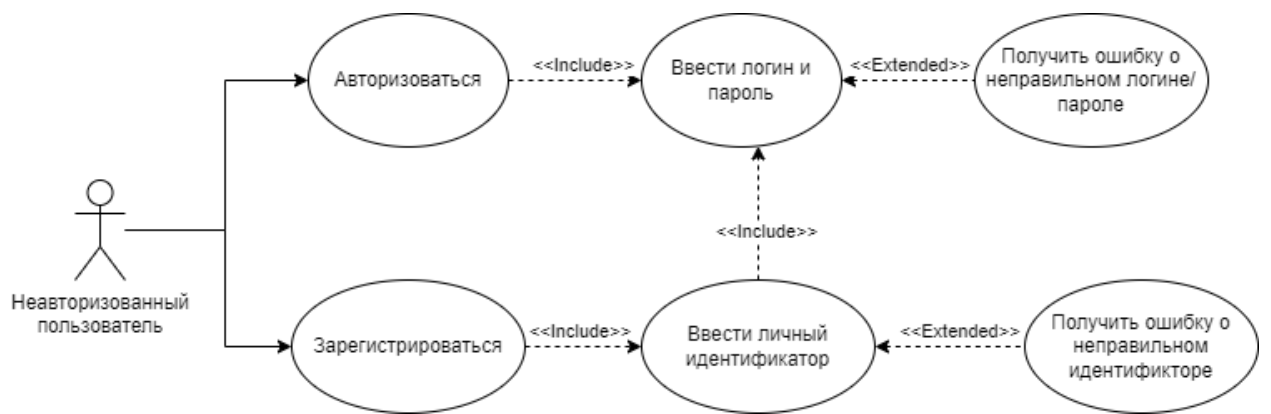 Авторизоваться
<<Include>>
Ввести логин и
пароль
<<Extended>>
Получить ошибку о
неправильном логине/
пароле
<<Include>>
Неавторизованный
пользователь
Зарегистрироваться
<<Include>>
Ввести личный
идентификатор
<<Extended>>
Получить ошибку о
неправильном
идентификторе